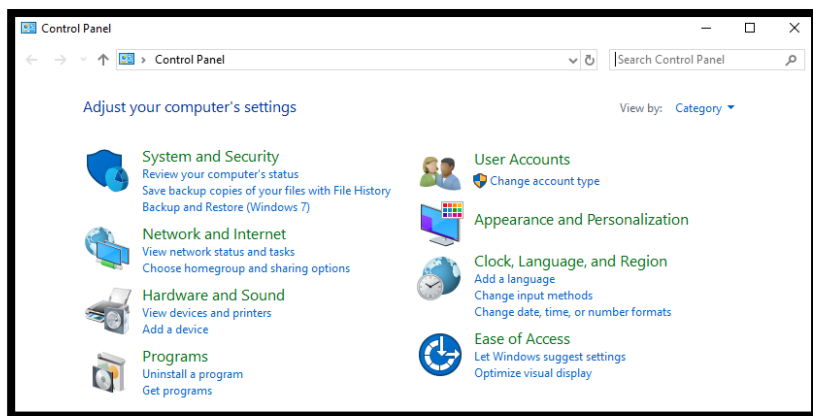 Control Panel
Control Panel
Search Control Panel
Adjust your computer's settings
View by: Category
System and Security
Review your computer's status
Save backup copies of your files with File History
Backup and Restore (Windows 7)
Network and Internet
View network status and tasks
Choose homegroup and sharing options
Hardware and Sound
View devices and printers
Add a device
Programs
Uninstall a program
Get programs
User Accounts
Change account type
Appearance and Personalization
Clock, Language, and Region
Add a language
Change input methods
Change date, time, or number formats
Ease of Access
Let Windows suggest settings
Optimize visual display